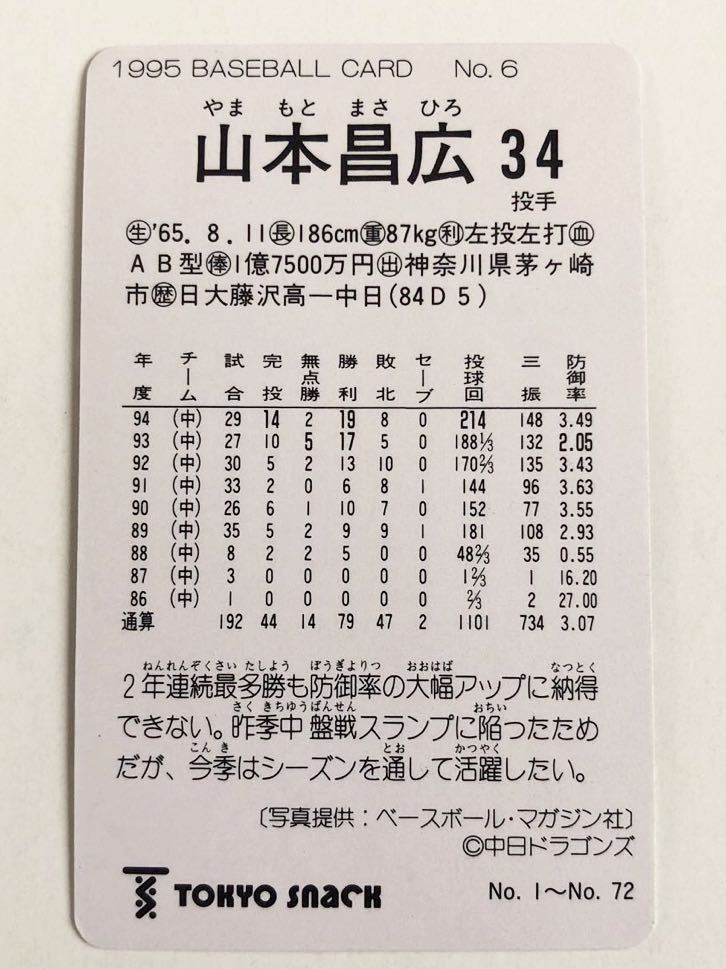 1995 BASEBALL CARD No. 6
やま もと まさ ひろ
山本昌広 34
投手
㊤'65. 8. 11㊐186cm㊥87kg㊒左投左打㊋
ＡＢ型㊝1億7500万円㊞神奈川県茅ヶ崎
市㊟日大藤沢高ー中日(84Ｄ５)
年度 チーム 試合 完投 無点勝 勝利 敗北 セーブ 投球回 三振 防御率
94 (中) 29 14 2 19 8 0 214 148 3.49
93 (中) 27 10 5 17 5 0 188⅓ 132 2.05
92 (中) 30 5 2 13 10 0 170⅔ 135 3.43
91 (中) 33 2 0 6 8 1 144 96 3.63
90 (中) 26 6 1 10 7 0 152 77 3.55
89 (中) 35 5 2 9 9 1 181 108 2.93
88 (中) 8 2 2 5 0 0 48⅔ 35 0.55
87 (中) 3 0 0 0 0 0 1⅔ 1 16.20
86 (中) 1 0 0 0 0 0 ⅔ 2 27.00
通算 192 44 14 79 47 2 1101 734 3.07
ねんれんぞくさいたしよう ぼうぎよりつ おおはば なつとく
2年連続最多勝も防御率の大幅アップに納得
さくきちゆうばんせん おちい
できない。昨季中盤戦スランプに陥ったため
こんき とお かつやく
だが、今季はシーズンを通して活躍したい。
〔写真提供：ベースボール・マガジン社〕
©中日ドラゴンズ
TOKYO SNACK No. 1〜No. 72